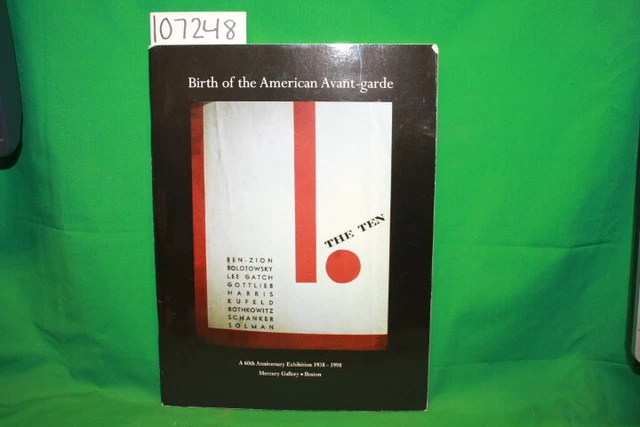 107248
Birth of the American Avant-garde
THE TEN
BEN-ZION
BOLOTOWSKY
LEE GATCH
GOTTLIEB
HARRIS
KUFELD
ROTHKOWITZ
SCHANKER
SOLMAN
A 60th Anniversary Exhibition 1938 - 1998
Mercury Gallery • Boston